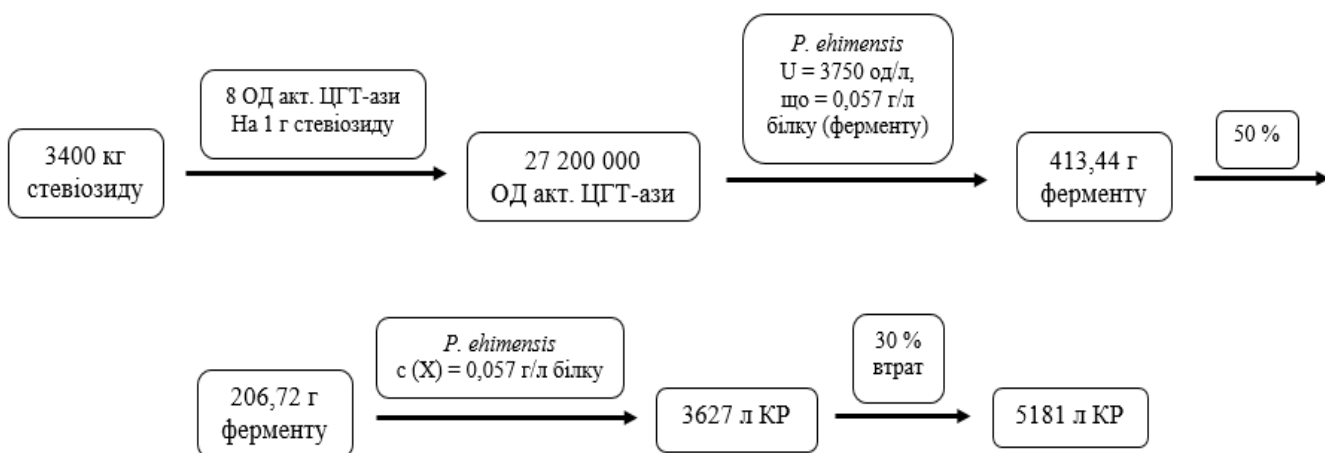 3400 кг
стевіозиду
8 ОД акт. ЦГТ-ази
На 1 г стевіозиду
27 200 000
ОД акт. ЦГТ-ази
P. ehimensis
U = 3750 од/л,
що = 0,057 г/л
білку (ферменту)
413,44 г
ферменту
50 %
206,72 г
ферменту
P. ehimensis
с (X) = 0,057 г/л білку
3627 л КР
30 %
втрат
5181 л КР